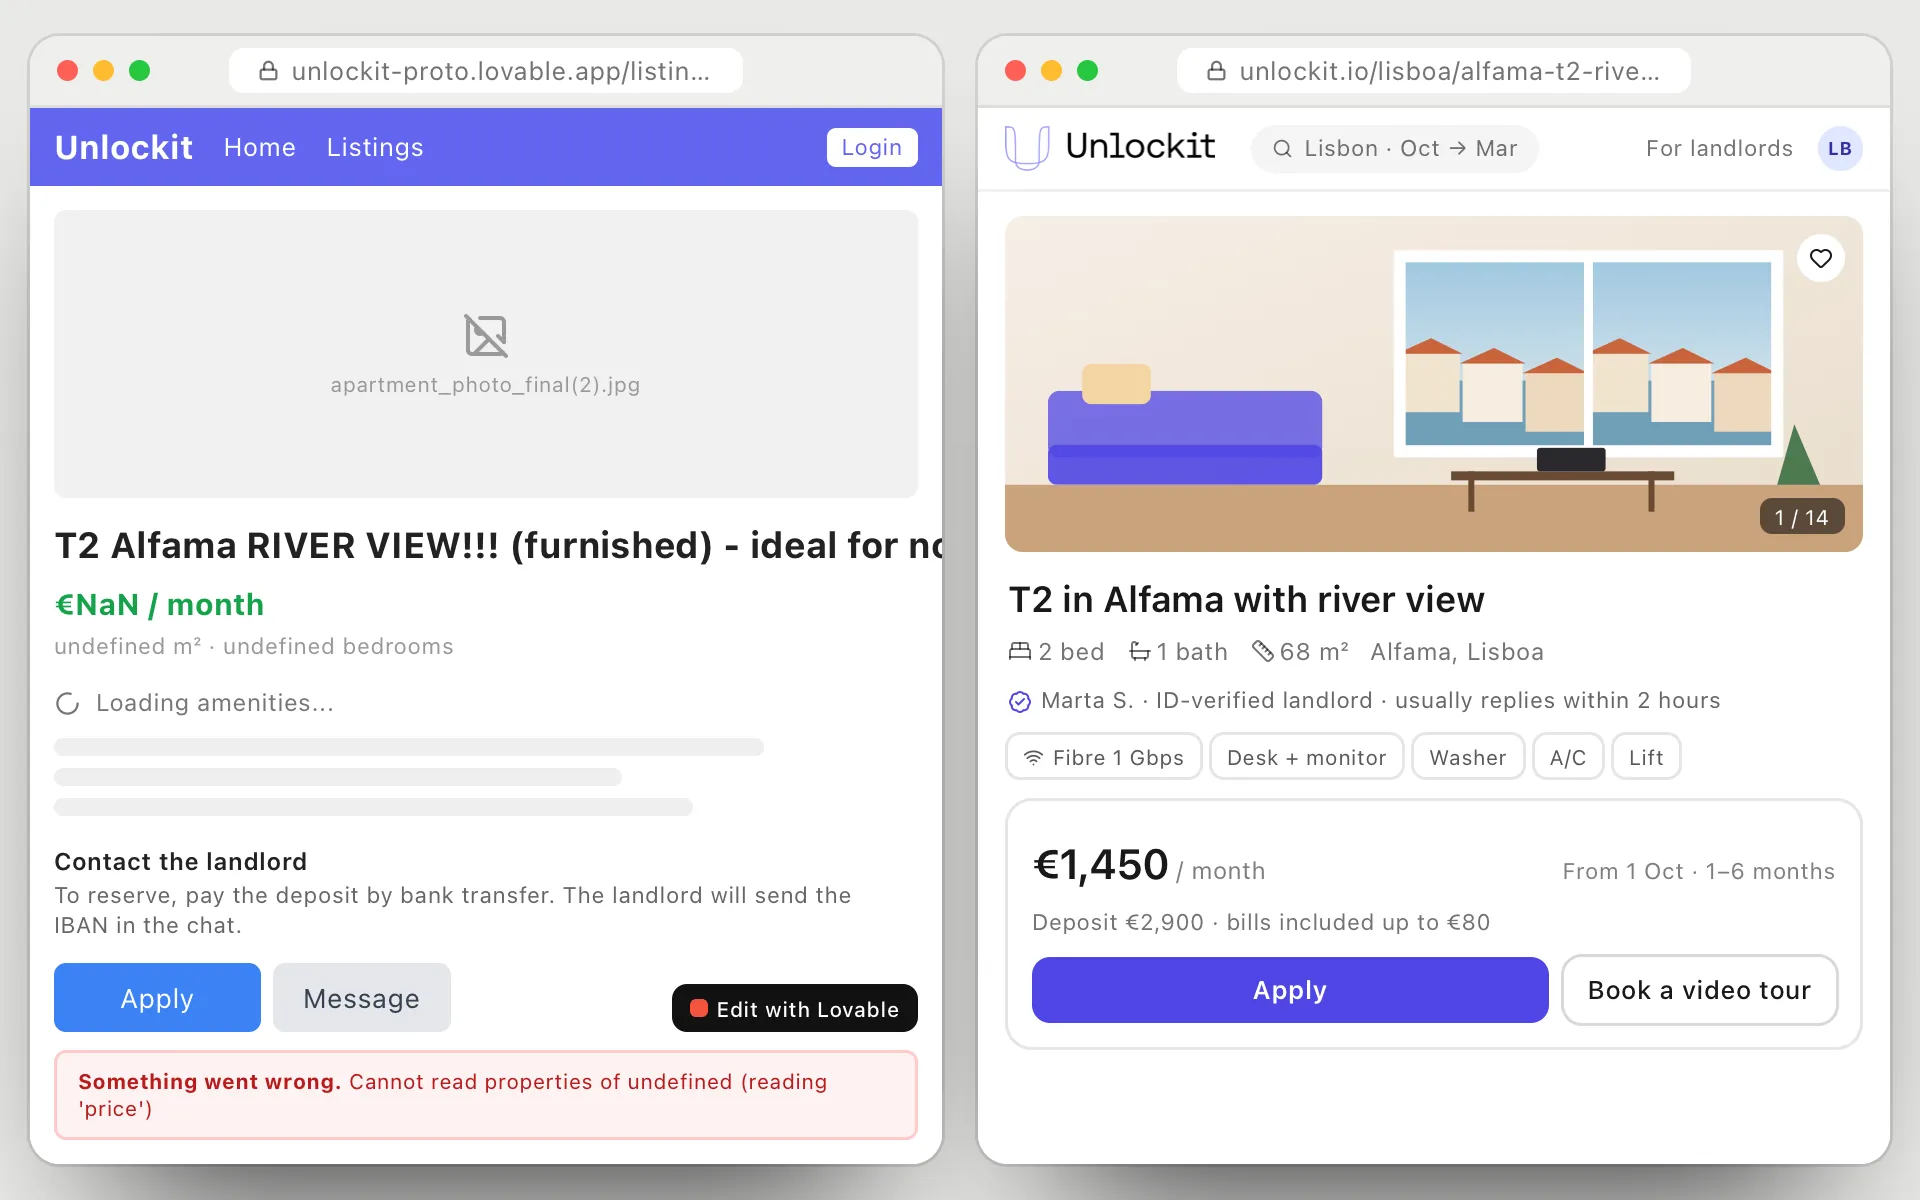 unlockit-proto.lovable.app/listin...
Unlockit Home Listings Login
apartment_photo_final(2).jpg
T2 Alfama RIVER VIEW!!! (furnished) - ideal for
€NaN / month
undefined m² · undefined bedrooms
Loading amenities...
Contact the landlord
To reserve, pay the deposit by bank transfer. The landlord will send the
IBAN in the chat.
Apply Message
Edit with Lovable
Something went wrong. Cannot read properties of undefined (reading
'price')
unlockit.io/lisboa/alfama-t2-rive...
Unlockit Lisbon · Oct → Mar For landlords LB
1 / 14
T2 in Alfama with river view
2 bed 1 bath 68 m² Alfama, Lisboa
Marta S. · ID-verified landlord · usually replies within 2 hours
Fibre 1 Gbps Desk + monitor Washer A/C Lift
€1,450 / month From 1 Oct · 1–6 months
Deposit €2,900 · bills included up to €80
Apply Book a video tour